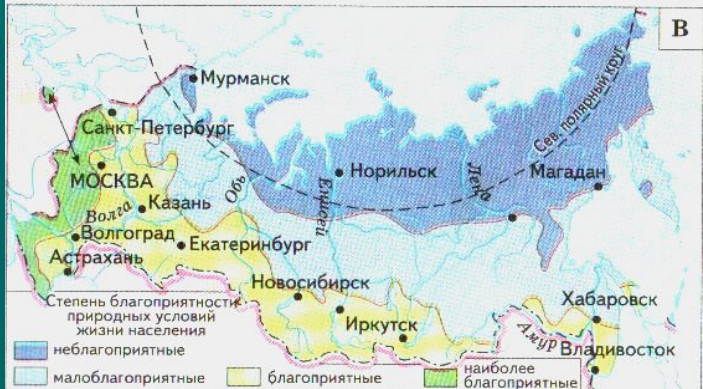 В
Мурманск
Сев. полярный круг
Санкт-Петербург
Норильск
Магадан
МОСКВА
Обь
Енисей
Лена
Волга
Казань
Волгоград
Екатеринбург
Астрахань
Новосибирск
Хабаровск
Иркутск
Амур
Владивосток
Степень благоприятности
природных условий
жизни населения
неблагоприятные
малоблагоприятные
благоприятные
наиболее
благоприятные